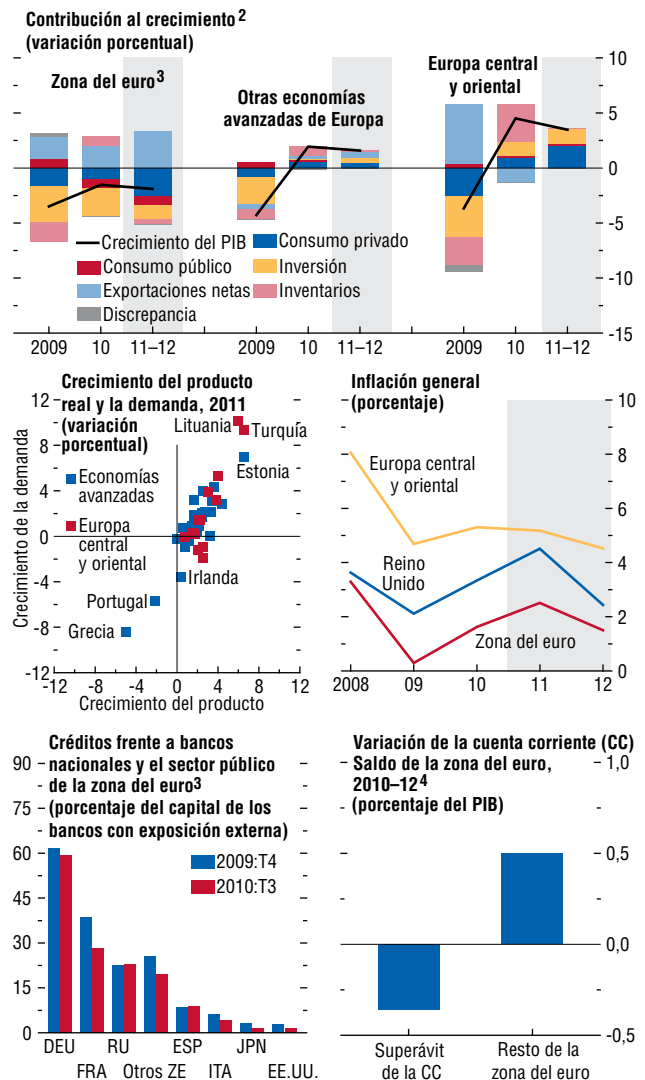 Contribución al crecimiento²
(variación porcentual)
Zona del euro³
Otras economías
avanzadas de Europa
Europa central
y oriental
10
5
0
-5
-10
-15
Crecimiento del PIB
Consumo privado
Consumo público
Inversión
Exportaciones netas
Inventarios
Discrepancia
2009 10 11–12 2009 10 11–12 2009 10 11–12
Crecimiento del producto
real y la demanda, 2011
(variación
porcentual)
Crecimiento de la demanda
12
8
4
0
-4
-8
-12
Economías
avanzadas
Europa
central
y oriental
Lituania
Turquía
Estonia
Irlanda
Portugal
Grecia
-12 -8 -4 0 4 8 12
Crecimiento del producto
Inflación general
(porcentaje)
10
8
6
4
2
0
Europa central
y oriental
Reino
Unido
Zona del euro
2008 09 10 11 12
Créditos frente a bancos
nacionales y el sector público
de la zona del euro³
(porcentaje del capital de los
bancos con exposición externa)
90
75
60
45
30
15
0
2009:T4
2010:T3
DEU RU ESP JPN
FRA Otros ZE ITA EE.UU.
Variación de la cuenta corriente (CC)
Saldo de la zona del euro,
2010–12⁴
(porcentaje del PIB)
1,0
0,5
0,0
-0,5
Superávit
de la CC
Resto de la
zona del euro